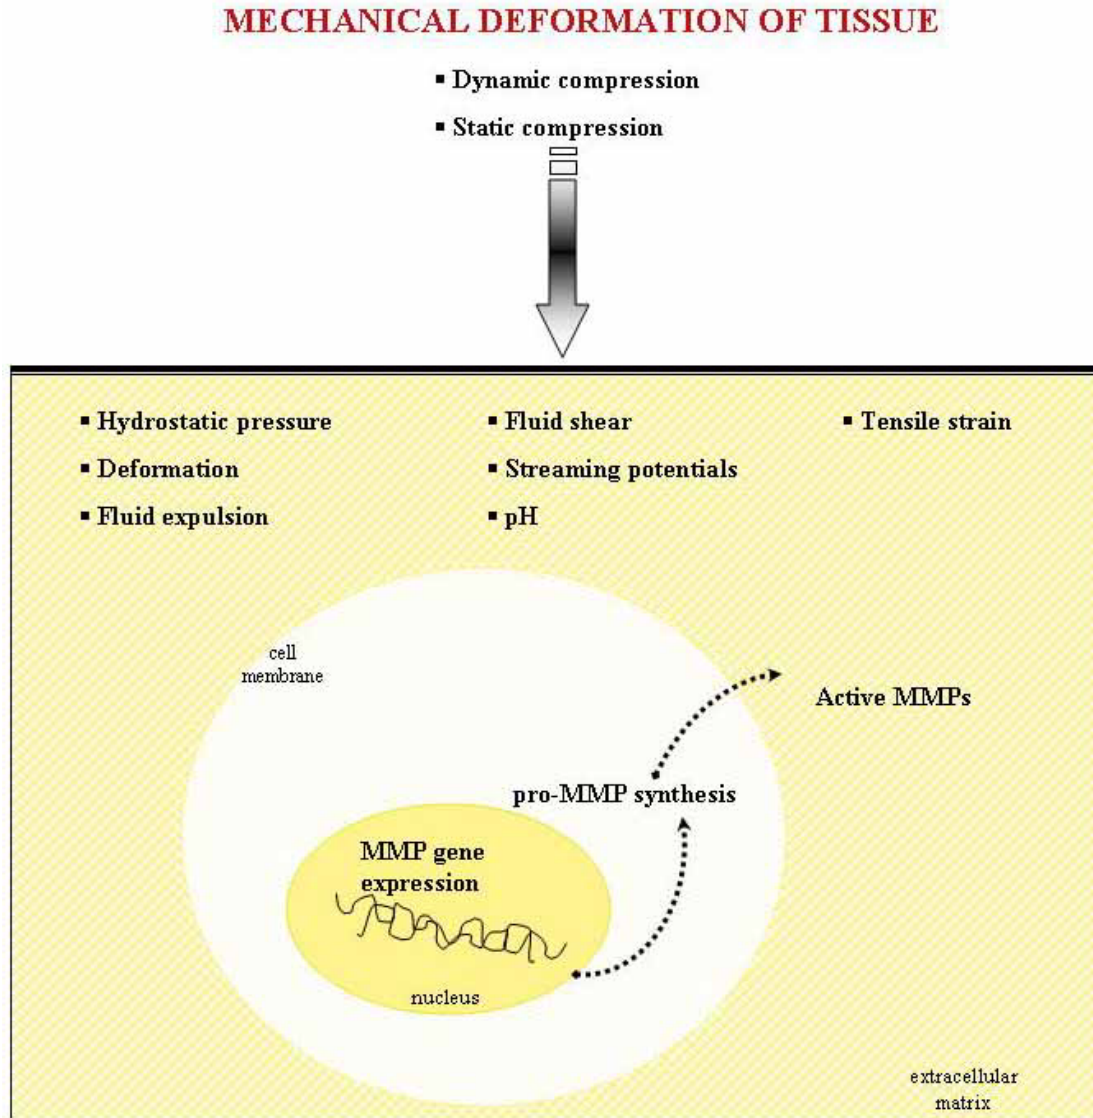 MECHANICAL DEFORMATION OF TISSUE
▪ Dynamic compression
▪ Static compression
▪ Hydrostatic pressure
▪ Deformation
▪ Fluid expulsion
▪ Fluid shear
▪ Streaming potentials
▪ pH
▪ Tensile strain
cell
membrane
Active MMPs
pro-MMP synthesis
MMP gene
expression
nucleus
extracellular
matrix